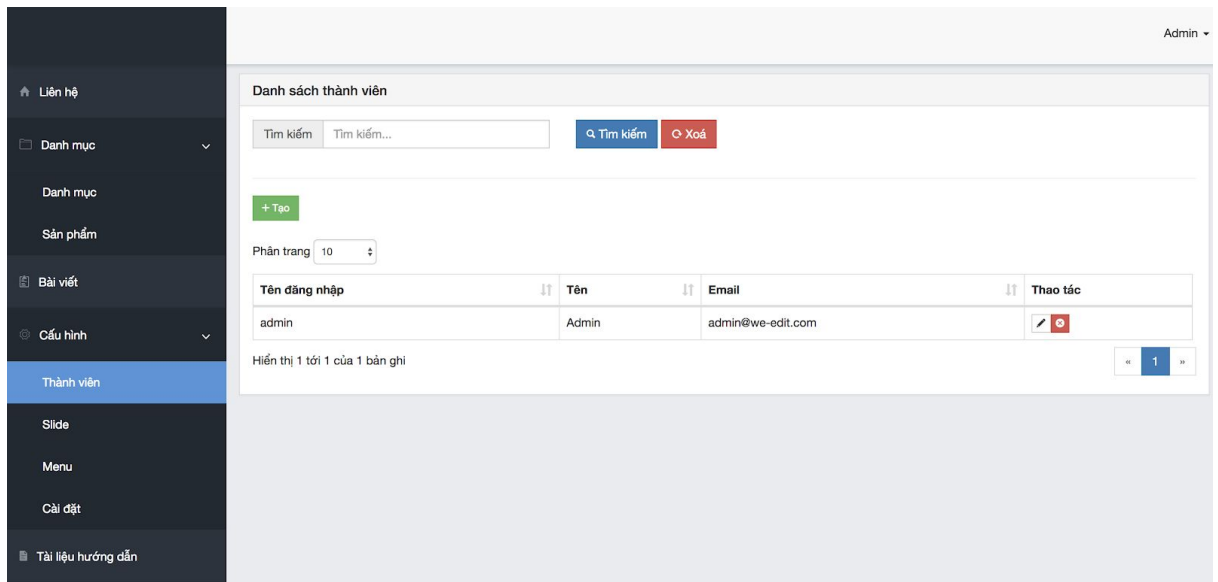 Admin
Liên hệ
Danh mục
Danh mục
Sản phẩm
Bài viết
Cấu hình
Thành viên
Slide
Menu
Cài đặt
Tài liệu hướng dẫn
Danh sách thành viên
Tìm kiếm Tìm kiếm... Tìm kiếm Xoá
+ Tạo
Phân trang 10
Tên đăng nhập Tên Email Thao tác
admin Admin admin@we-edit.com
Hiển thị 1 tới 1 của 1 bản ghi « 1 »